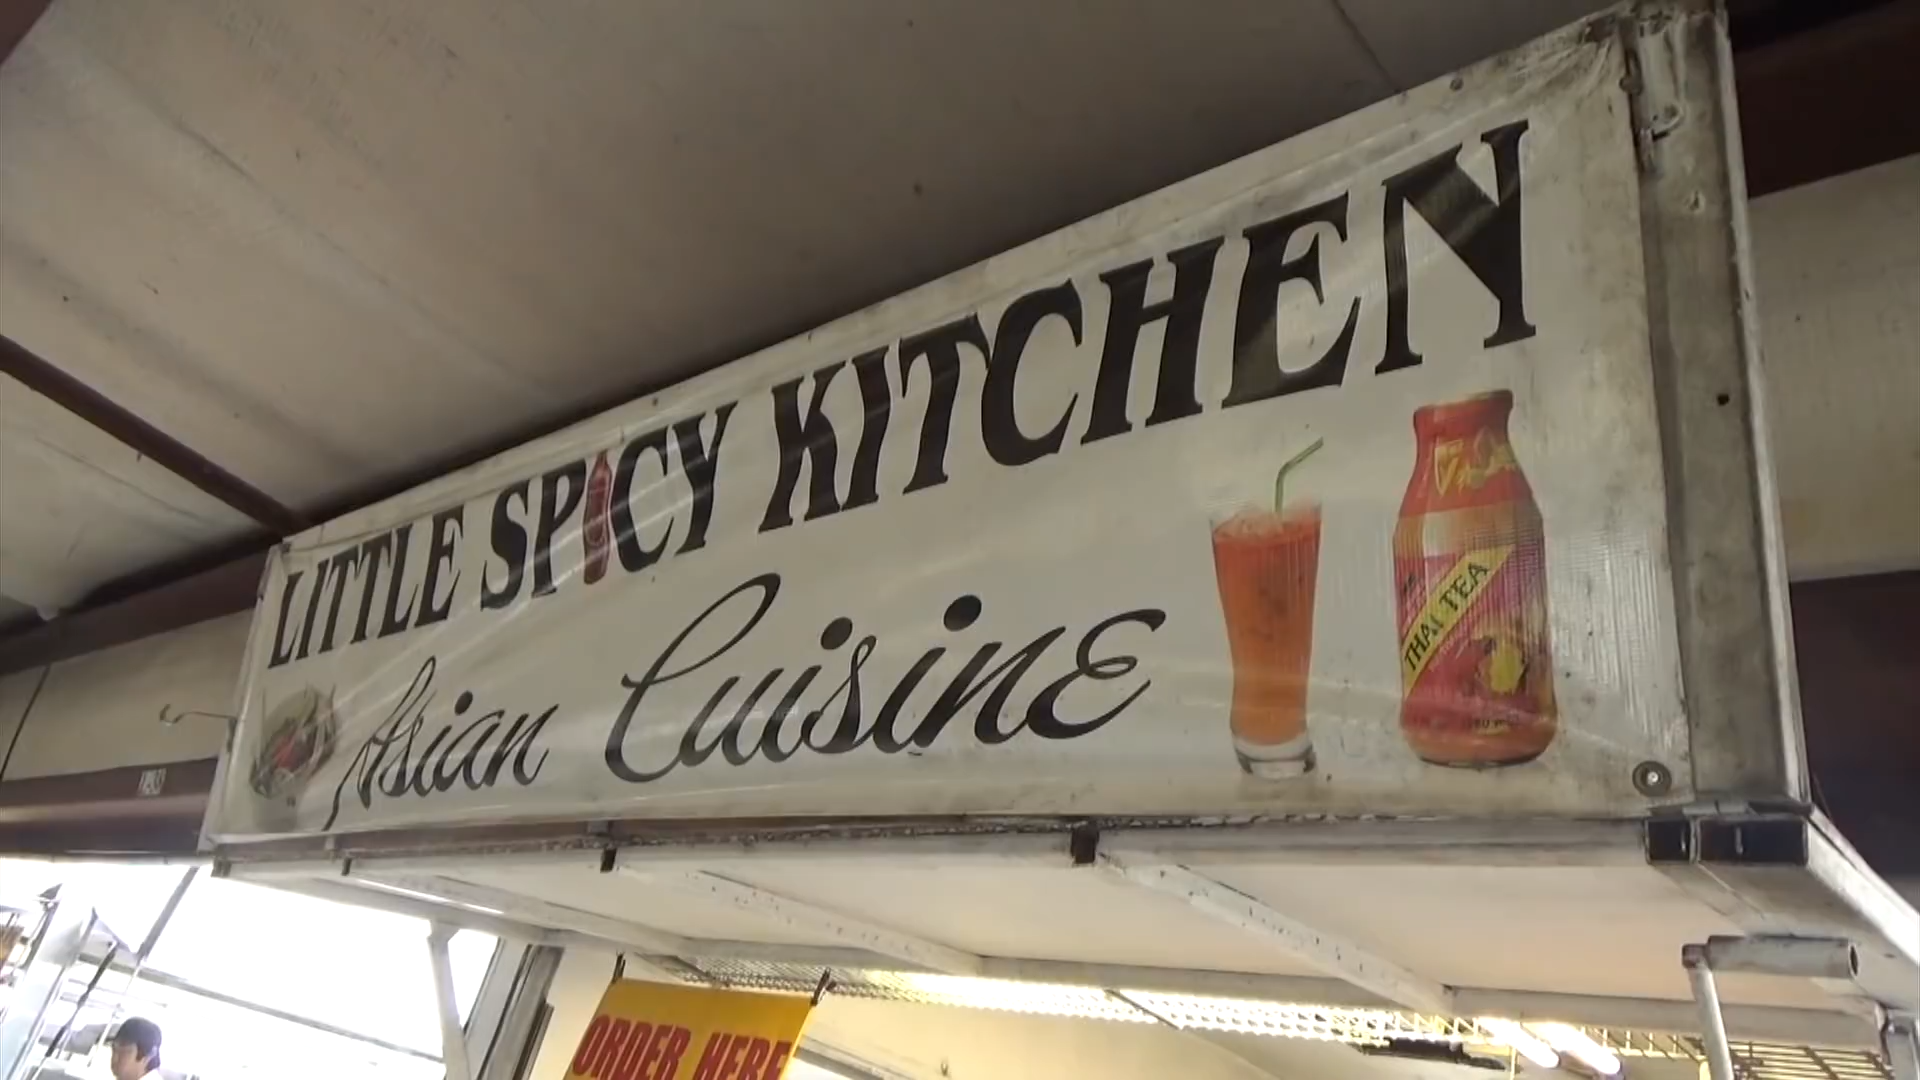 LITTLE SPICY KITCHEN
Asian Cuisine
THAI TEA
ORDER HERE